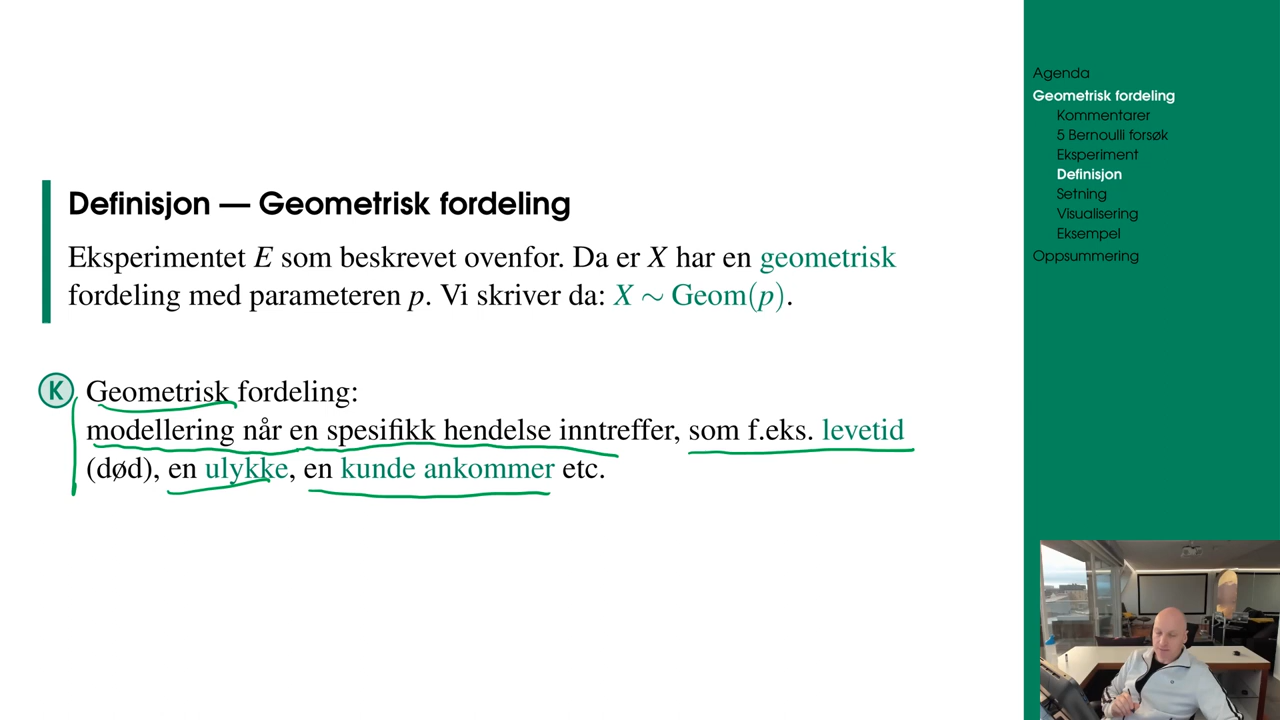 Definisjon — Geometrisk fordeling
Eksperimentet E som beskrevet ovenfor. Da er X har en geometrisk
fordeling med parameteren p. Vi skriver da: X ∼ Geom(p).
K Geometrisk fordeling:
modellering når en spesifikk hendelse inntreffer, som f.eks. levetid
(død), en ulykke, en kunde ankommer etc.
Agenda
Geometrisk fordeling
Kommentarer
5 Bernoulli forsøk
Eksperiment
Definisjon
Setning
Visualisering
Eksempel
Oppsummering